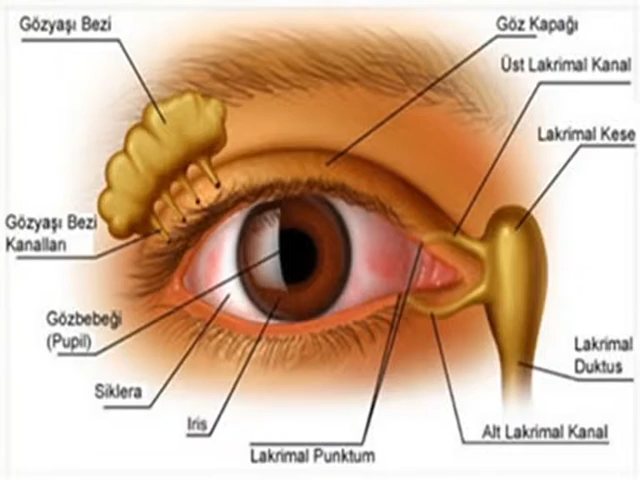 Gözyaşı Bezi
Göz Kapağı
Üst Lakrimal Kanal
Lakrimal Kese
Gözyaşı Bezi
Kanalları
Gözbebeği
(Pupil)
Lakrimal
Duktus
Siklera
Iris
Alt Lakrimal Kanal
Lakrimal Punktum